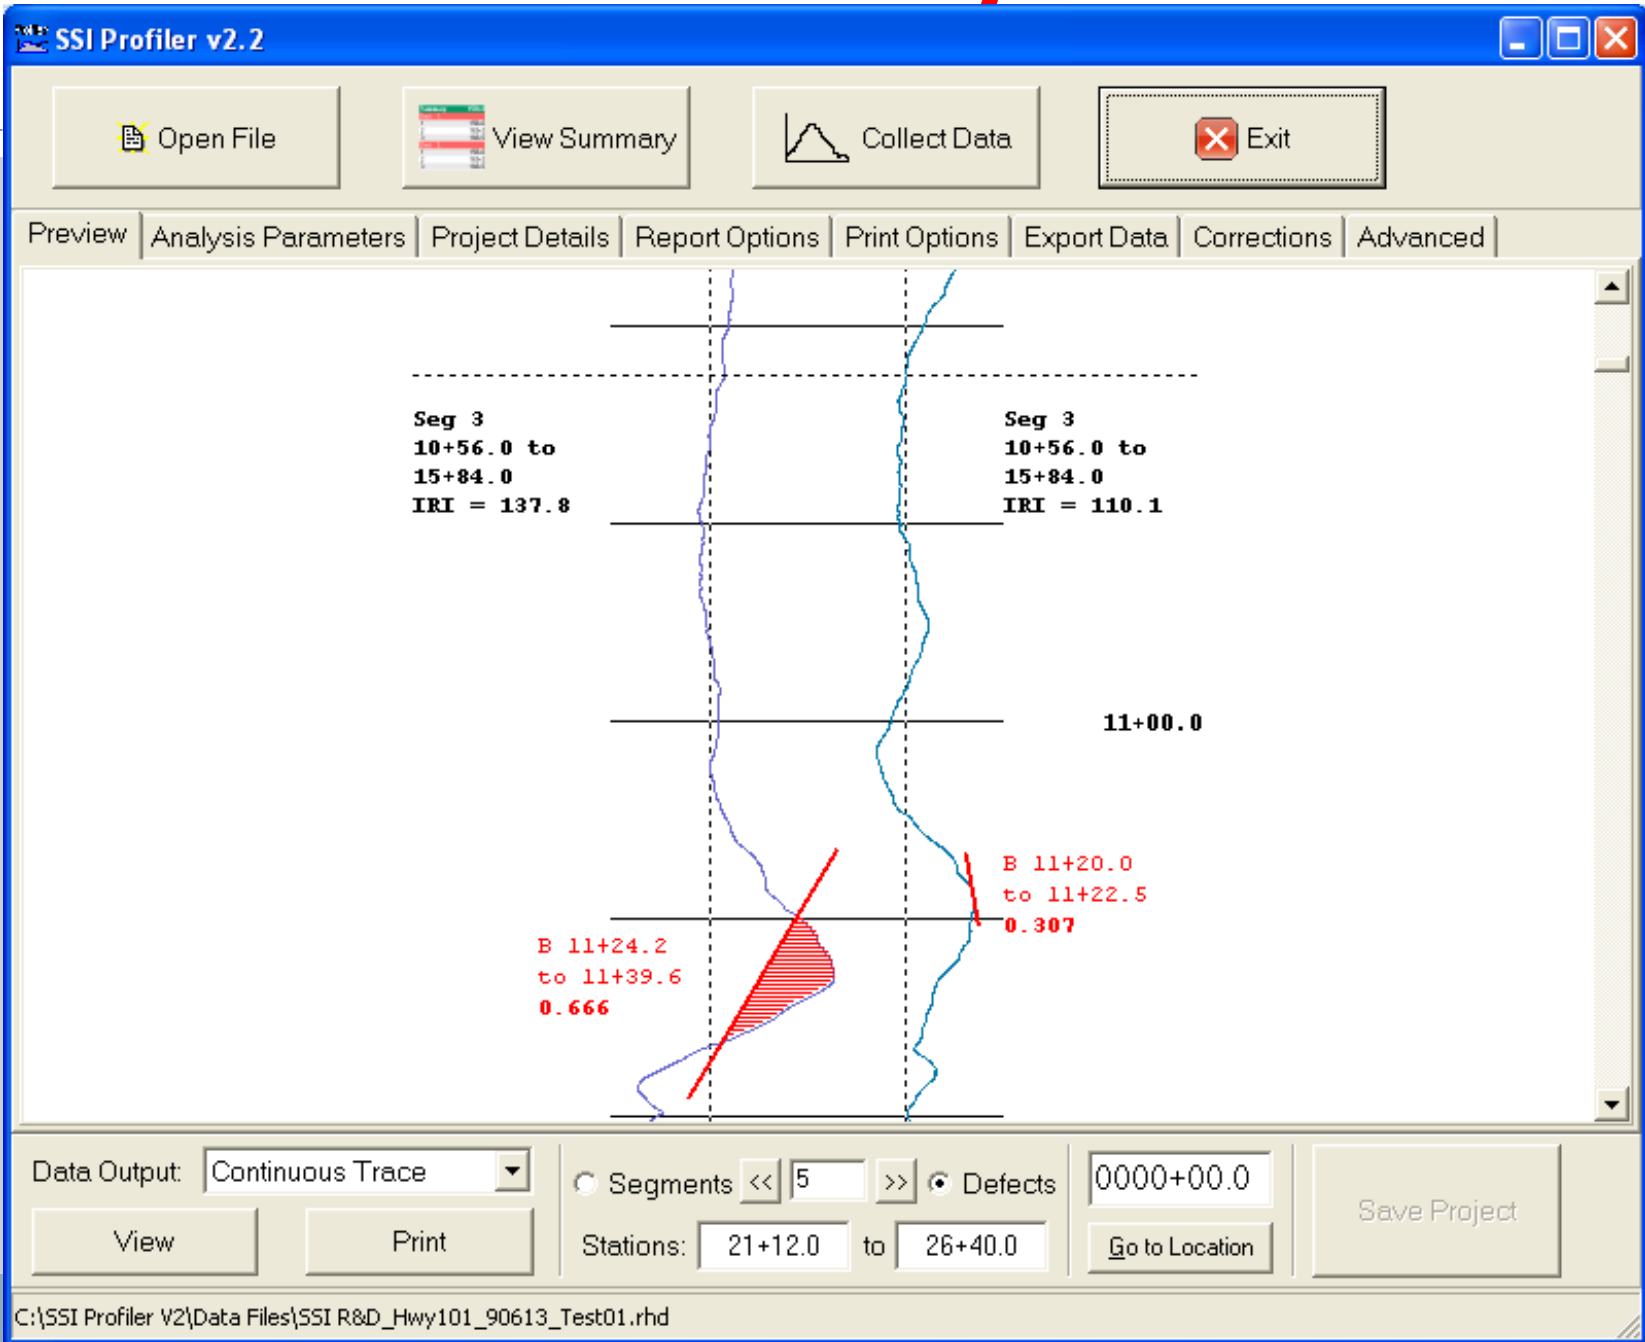 SSI Profiler v2.2
Open File
View Summary
Collect Data
Exit
Preview
Analysis Parameters
Project Details
Report Options
Print Options
Export Data
Corrections
Advanced
Seg 3
10+56.0 to
15+84.0
IRI = 137.8
Seg 3
10+56.0 to
15+84.0
IRI = 110.1
11+00.0
B 11+20.0
to 11+22.5
0.307
B 11+24.2
to 11+39.6
0.666
Data Output: Continuous Trace
View
Print
Segments << 5 >> Defects
Stations: 21+12.0 to 26+40.0
0000+00.0
Go to Location
Save Project
C:\SSI Profiler V2\Data Files\SSI R&D_Hwy101_90613_Test01.rhd